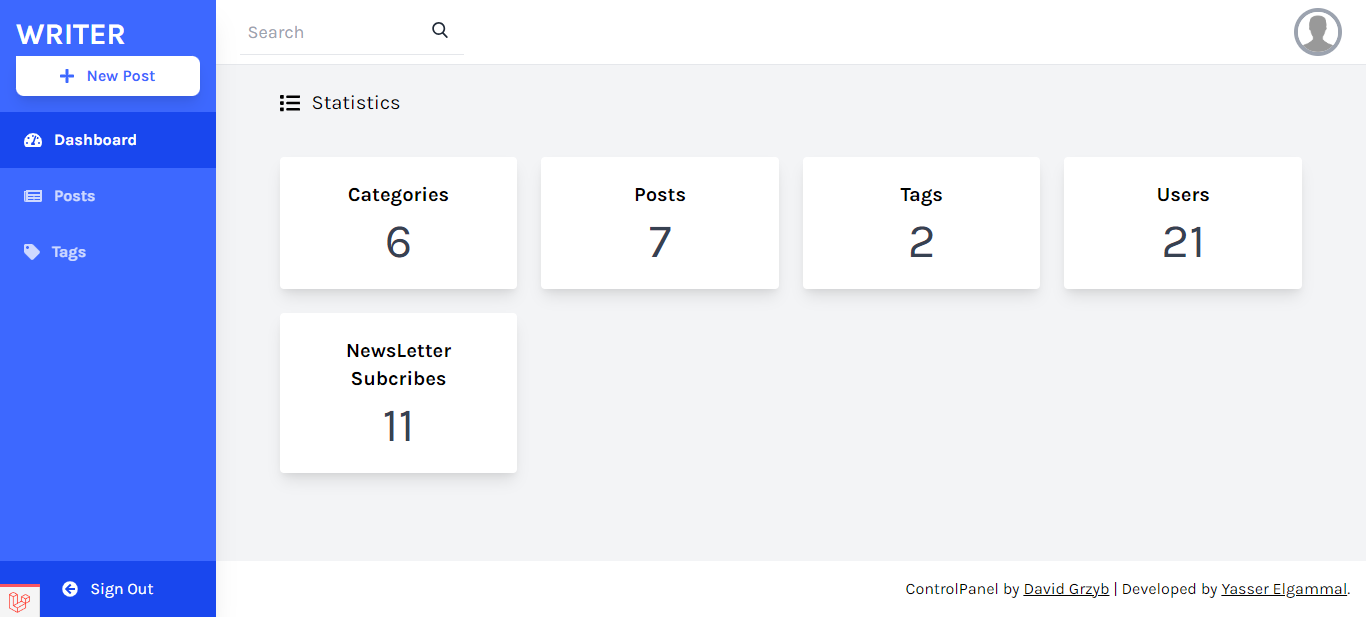 WRITER
New Post
Dashboard
Posts
Tags
Sign Out
Search
Statistics
Categories
6
Posts
7
Tags
2
Users
21
NewsLetter
Subcribes
11
ControlPanel by David Grzyb | Developed by Yasser Elgammal.